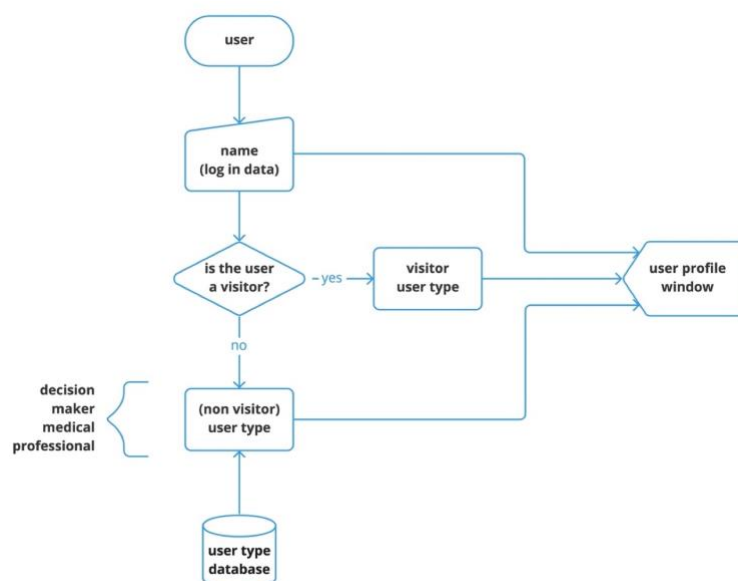 user
name
(log in data)
is the user
a visitor?
yes
visitor
user type
user profile
window
no
decision
maker
medical
professional
(non visitor)
user type
user type
database